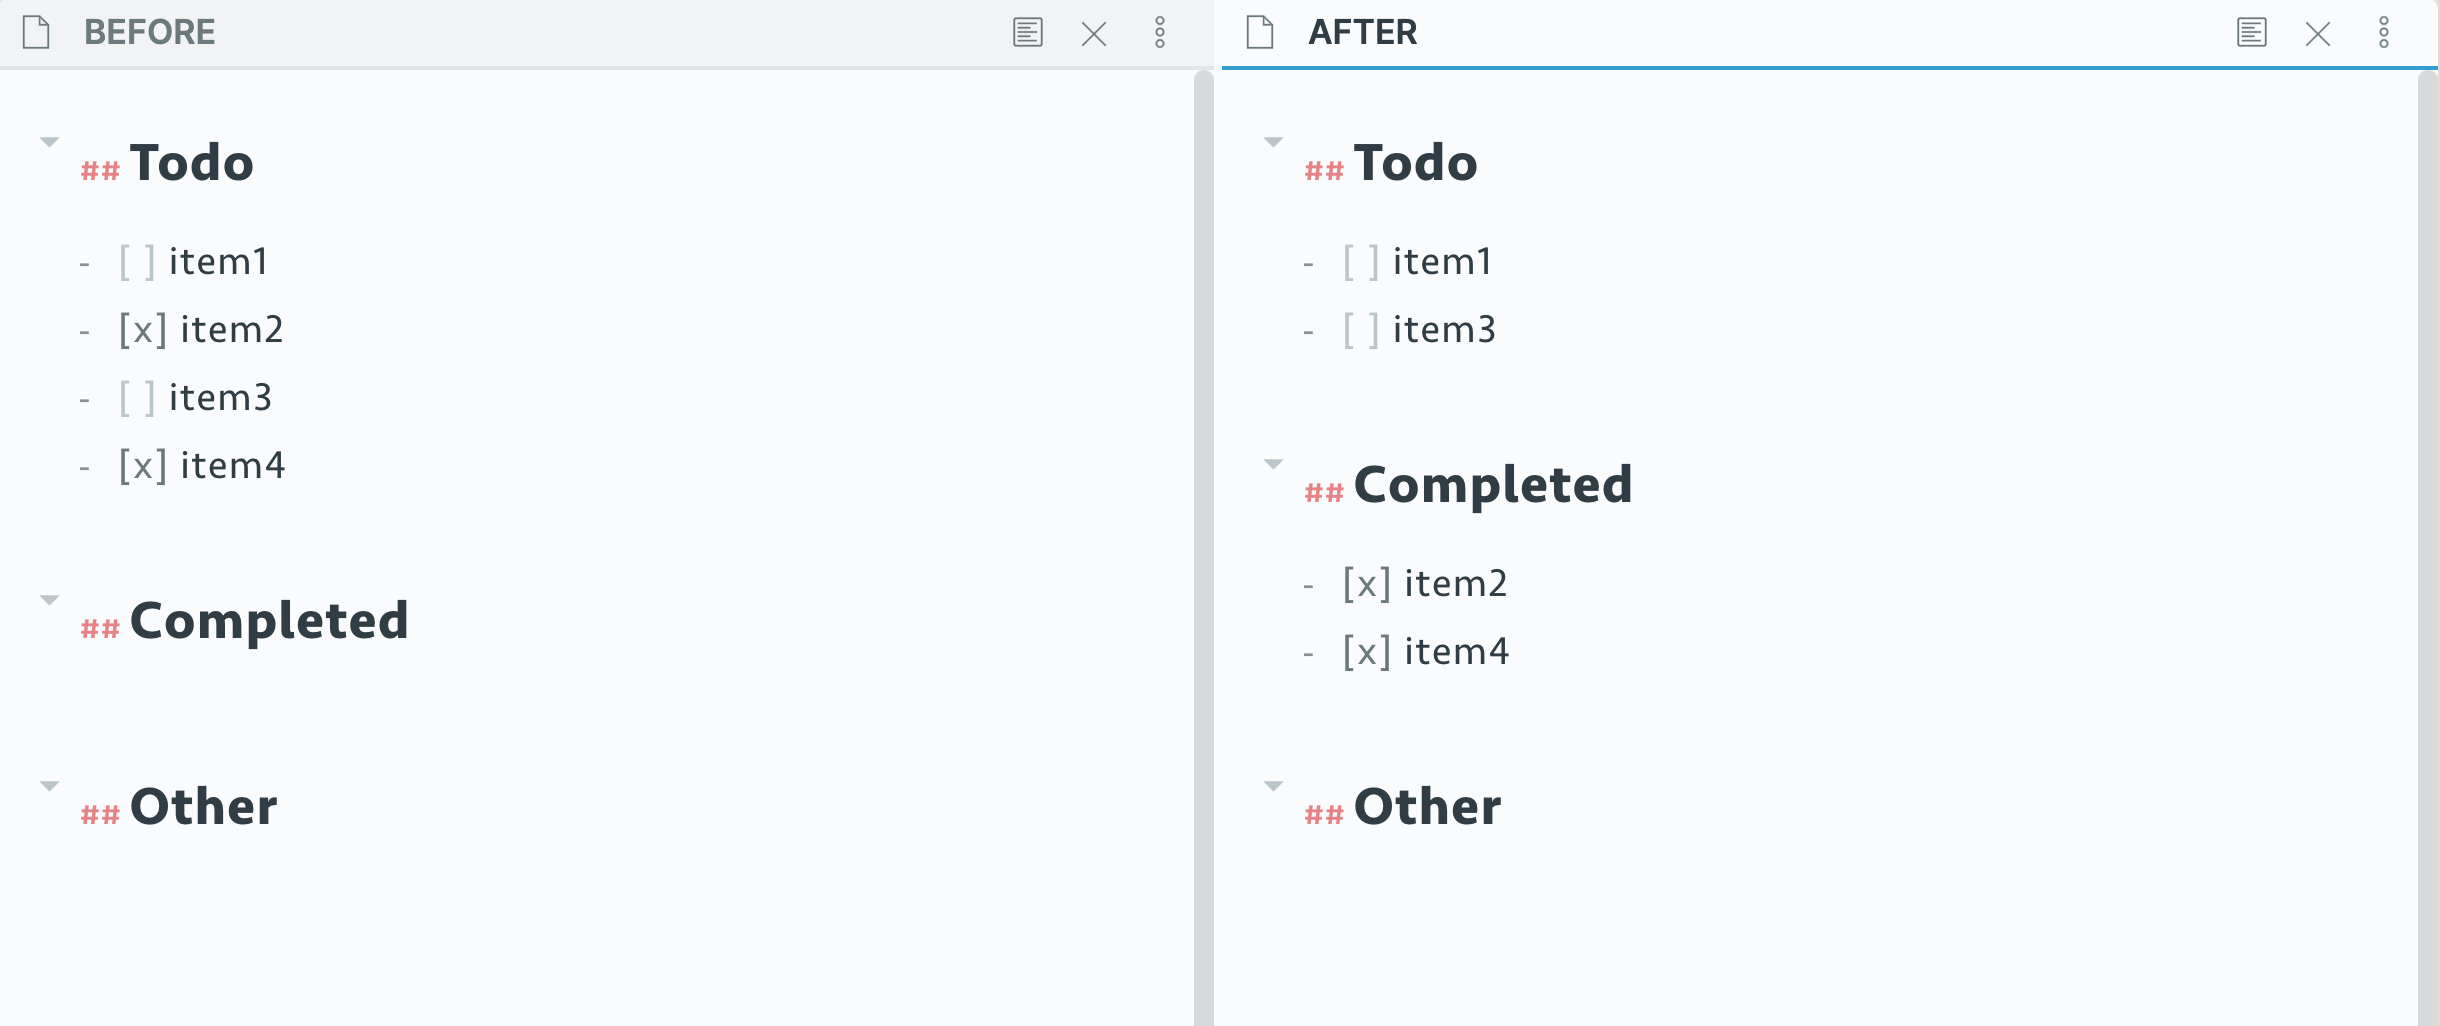 BEFORE
## Todo
- [ ] item1
- [x] item2
- [ ] item3
- [x] item4
## Completed
## Other
AFTER
## Todo
- [ ] item1
- [ ] item3
## Completed
- [x] item2
- [x] item4
## Other